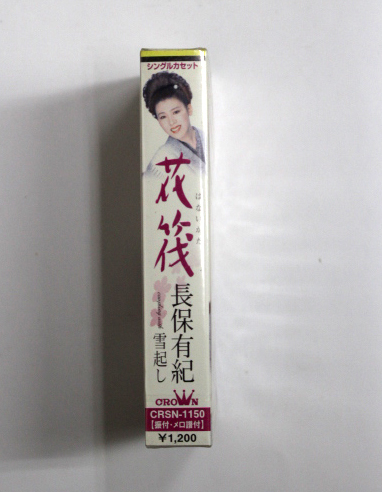 シングルカセット
花筏
はないかだ
長保有紀
雪起し
CROWN
CRSN-1150
【振付・メロ譜付】
¥1,200